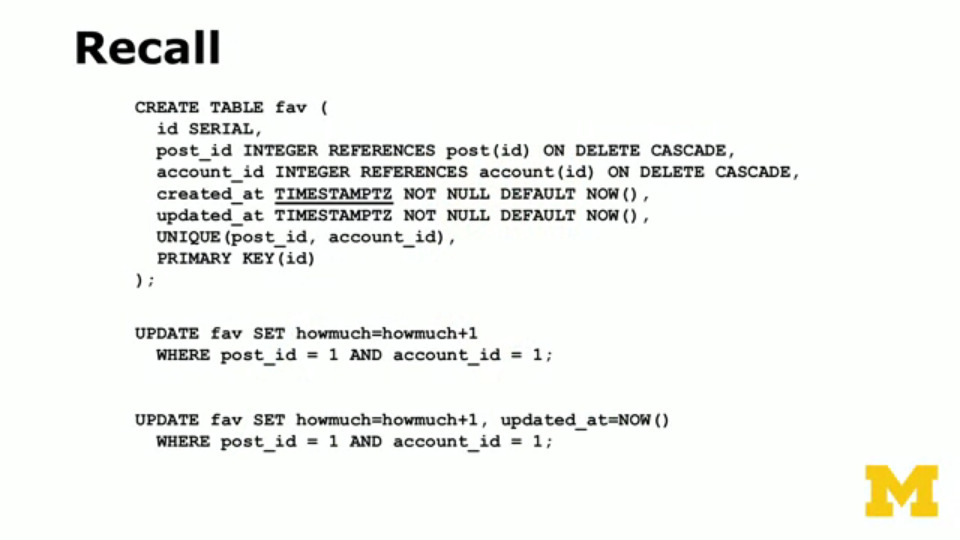 Recall
CREATE TABLE fav (
id SERIAL,
post_id INTEGER REFERENCES post(id) ON DELETE CASCADE,
account_id INTEGER REFERENCES account(id) ON DELETE CASCADE,
created_at TIMESTAMPTZ NOT NULL DEFAULT NOW(),
updated_at TIMESTAMPTZ NOT NULL DEFAULT NOW(),
UNIQUE(post_id, account_id),
PRIMARY KEY(id)
);
UPDATE fav SET howmuch=howmuch+1
WHERE post_id = 1 AND account_id = 1;
UPDATE fav SET howmuch=howmuch+1, updated_at=NOW()
WHERE post_id = 1 AND account_id = 1;
M